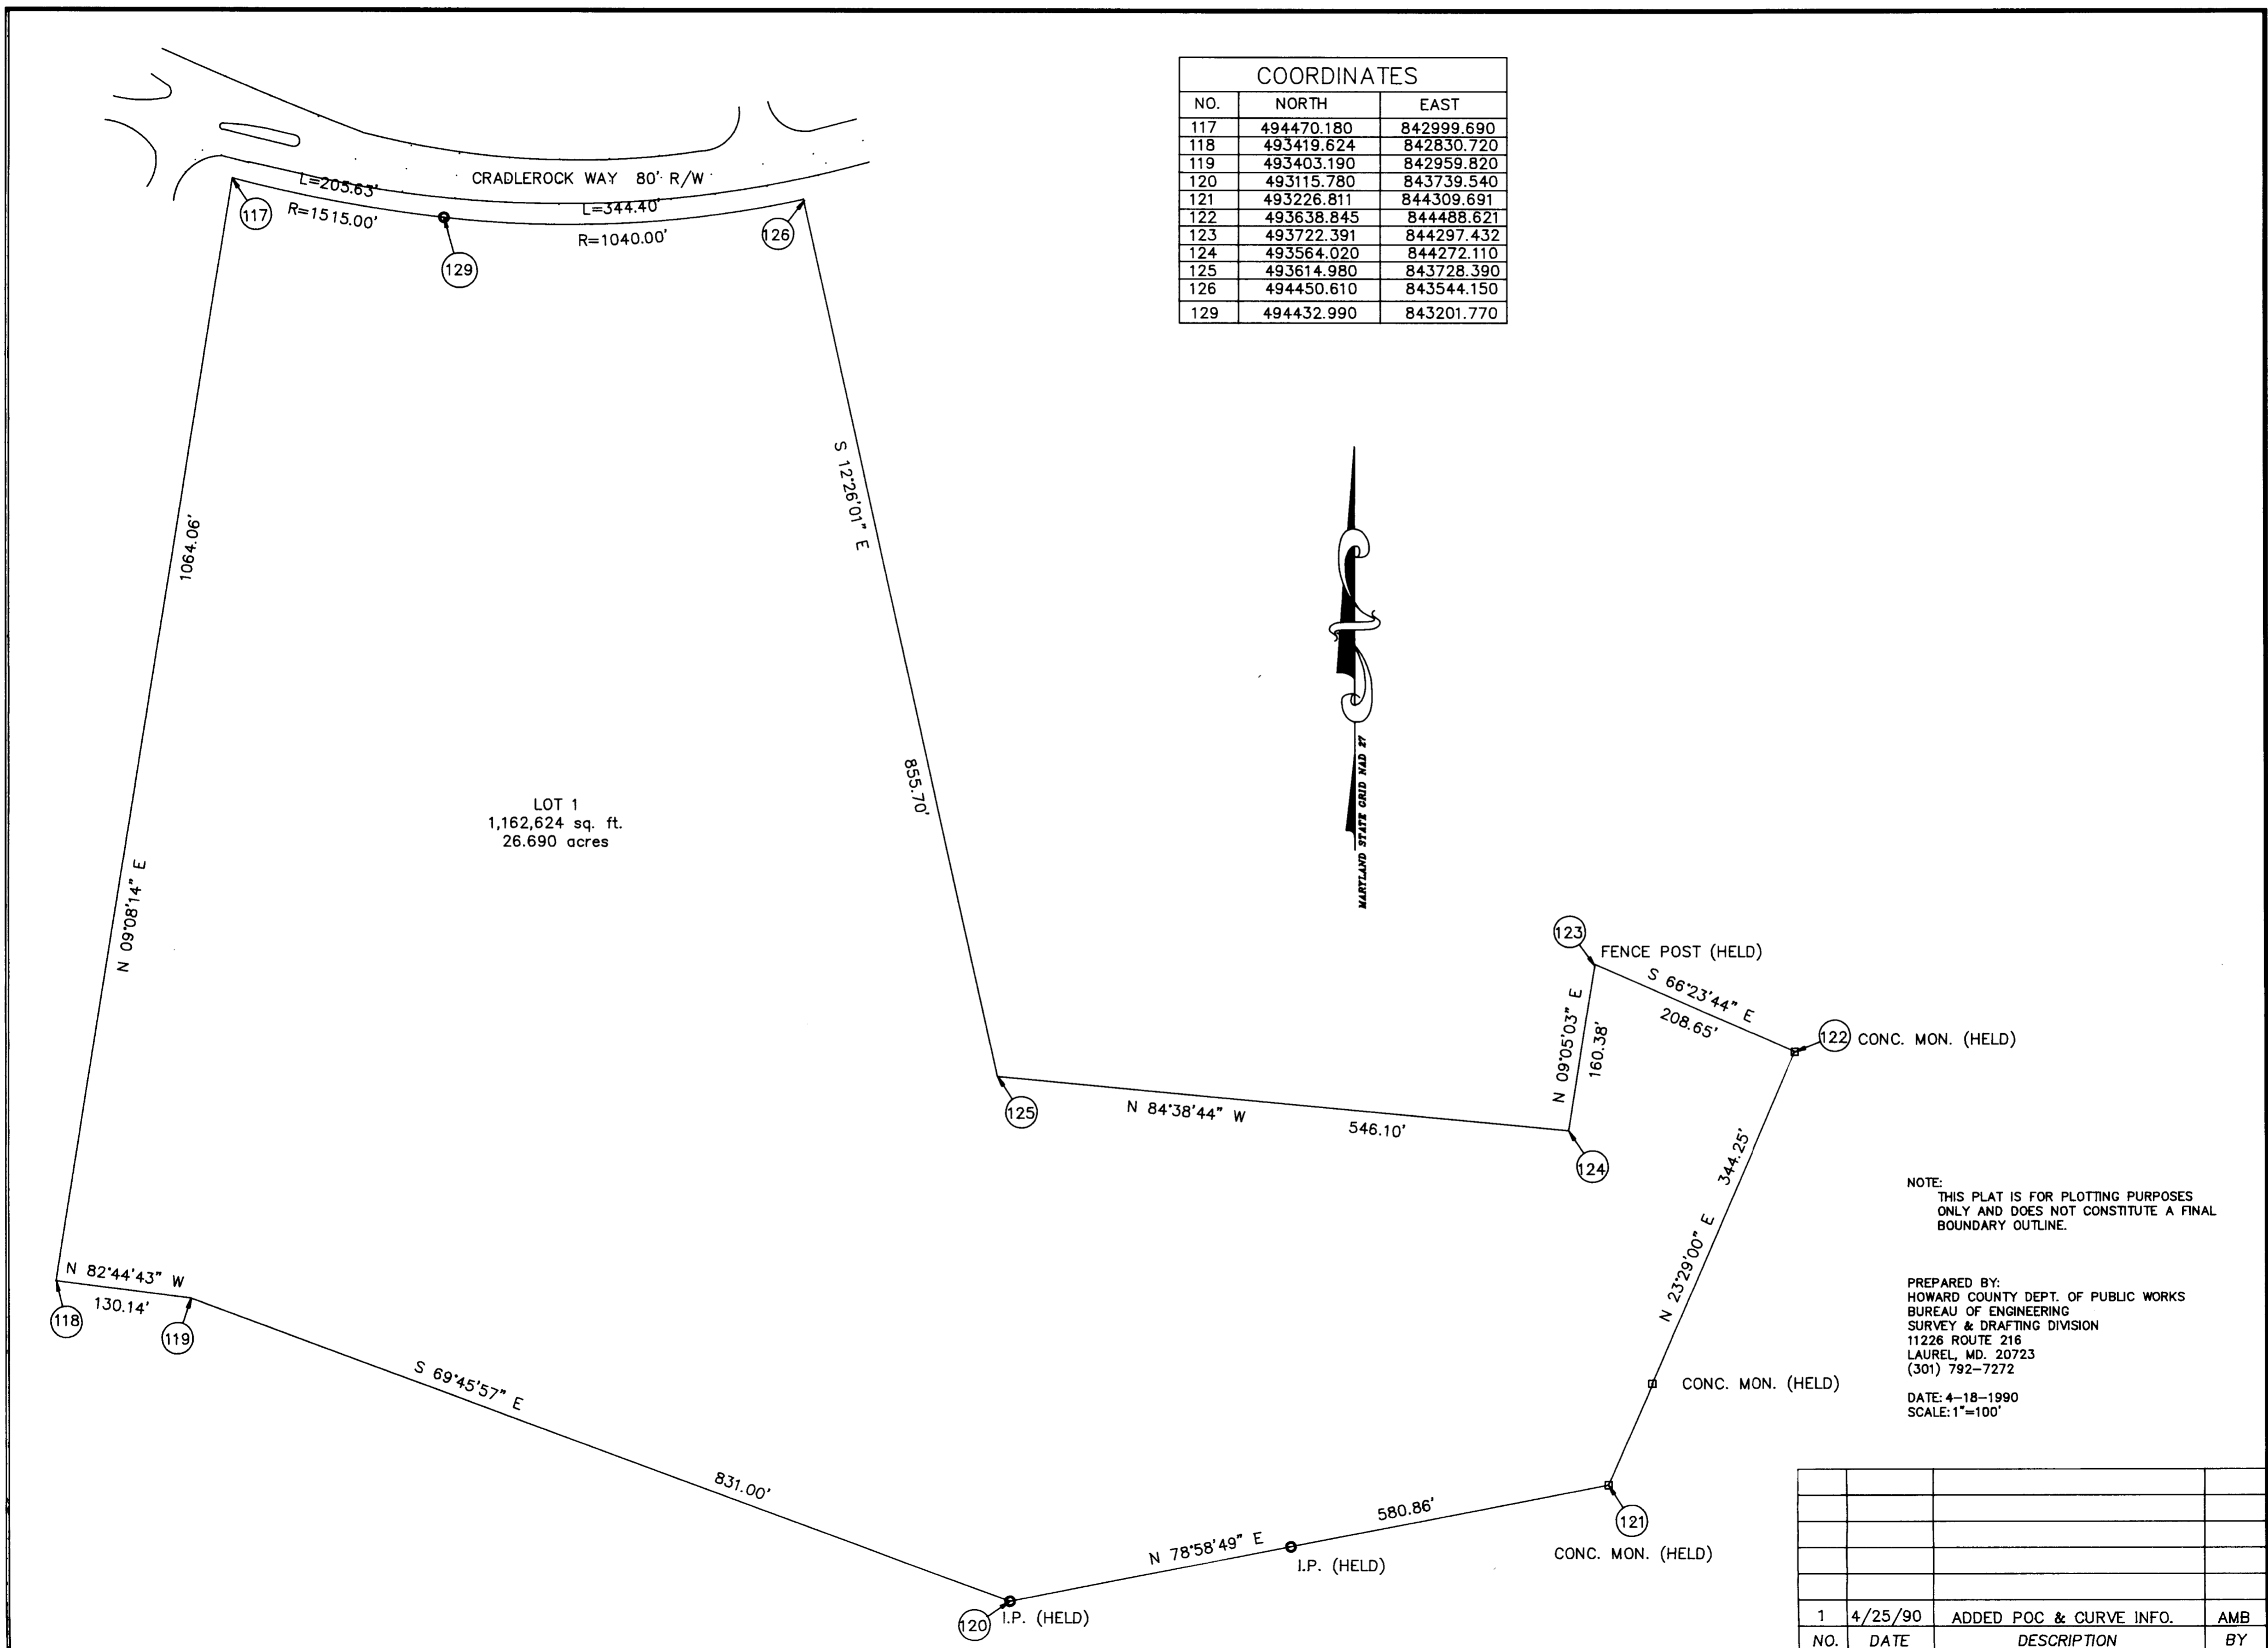 COORDINATES
NO. NORTH EAST
117 494470.180 842999.690
118 493419.624 842830.720
119 493403.190 842959.820
120 493115.780 843739.540
121 493226.811 844309.691
122 493638.845 844488.621
123 493722.391 844297.432
124 493564.020 844272.110
125 493614.980 843728.390
126 494450.610 843544.150
129 494432.990 843201.770
CRADLEROCK WAY 80' R/W
L=205.63'
R=1515.00'
L=344.40'
R=1040.00'
117
129
126
1064.06'
N 09°08'14" E
S 12°26'01" E
855.70'
LOT 1
1,162,624 sq. ft.
26.690 acres
MARYLAND STATE GRID NAD 27
123
FENCE POST (HELD)
S 66°23'44" E
208.65'
122
CONC. MON. (HELD)
N 09°05'03" E
160.38'
125
N 84°38'44" W
546.10'
124
344.25'
N 23°29'00" E
NOTE:
THIS PLAT IS FOR PLOTTING PURPOSES
ONLY AND DOES NOT CONSTITUTE A FINAL
BOUNDARY OUTLINE.
PREPARED BY:
HOWARD COUNTY DEPT. OF PUBLIC WORKS
BUREAU OF ENGINEERING
SURVEY & DRAFTING DIVISION
11226 ROUTE 216
LAUREL, MD. 20723
(301) 792-7272
DATE: 4-18-1990
SCALE: 1"=100'
N 82°44'43" W
130.14'
118
119
S 69°45'57" E
831.00'
CONC. MON. (HELD)
580.86'
N 78°58'49" E
121
CONC. MON. (HELD)
I.P. (HELD)
120
I.P. (HELD)
1 4/25/90 ADDED POC & CURVE INFO. AMB
NO. DATE DESCRIPTION BY